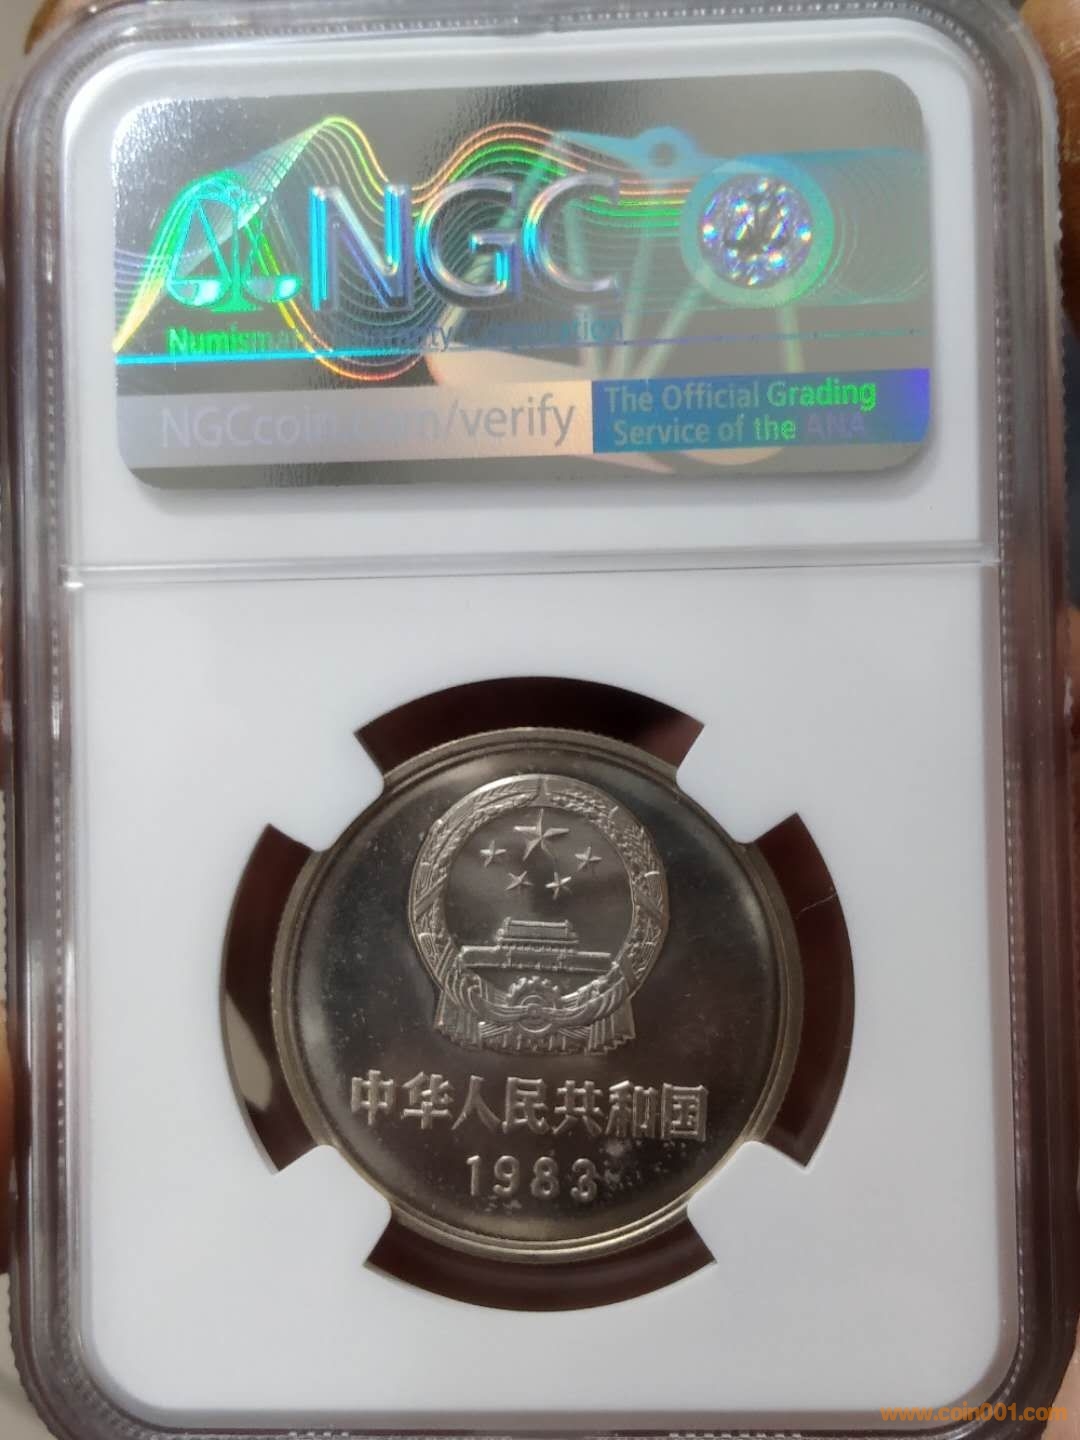 NGC
Numismatic Guaranty Corporation
NGCcoin.com/verify
The Official Grading
Service of the ANA
中华人民共和国
1983
www.coin001.com